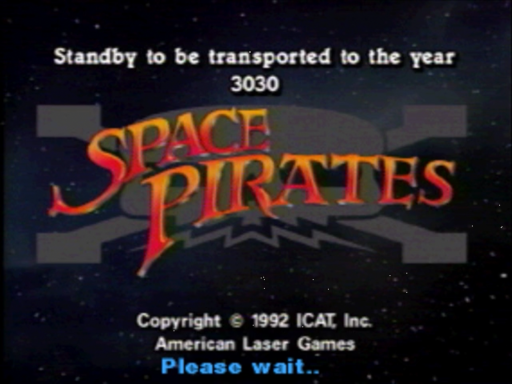 Standby to be transported to the year
3030
SPACE
PIRATES
Copyright © 1992 ICAT, Inc.
American Laser Games
Please wait..